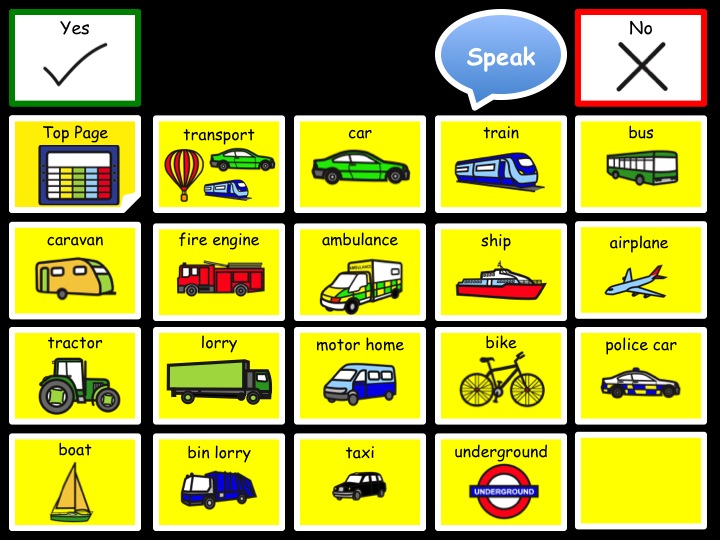 Yes
Speak
No
Top Page
transport
car
train
bus
caravan
fire engine
ambulance
AMBULANCE
ship
airplane
tractor
lorry
motor home
bike
police car
boat
bin lorry
taxi
underground
UNDERGROUND